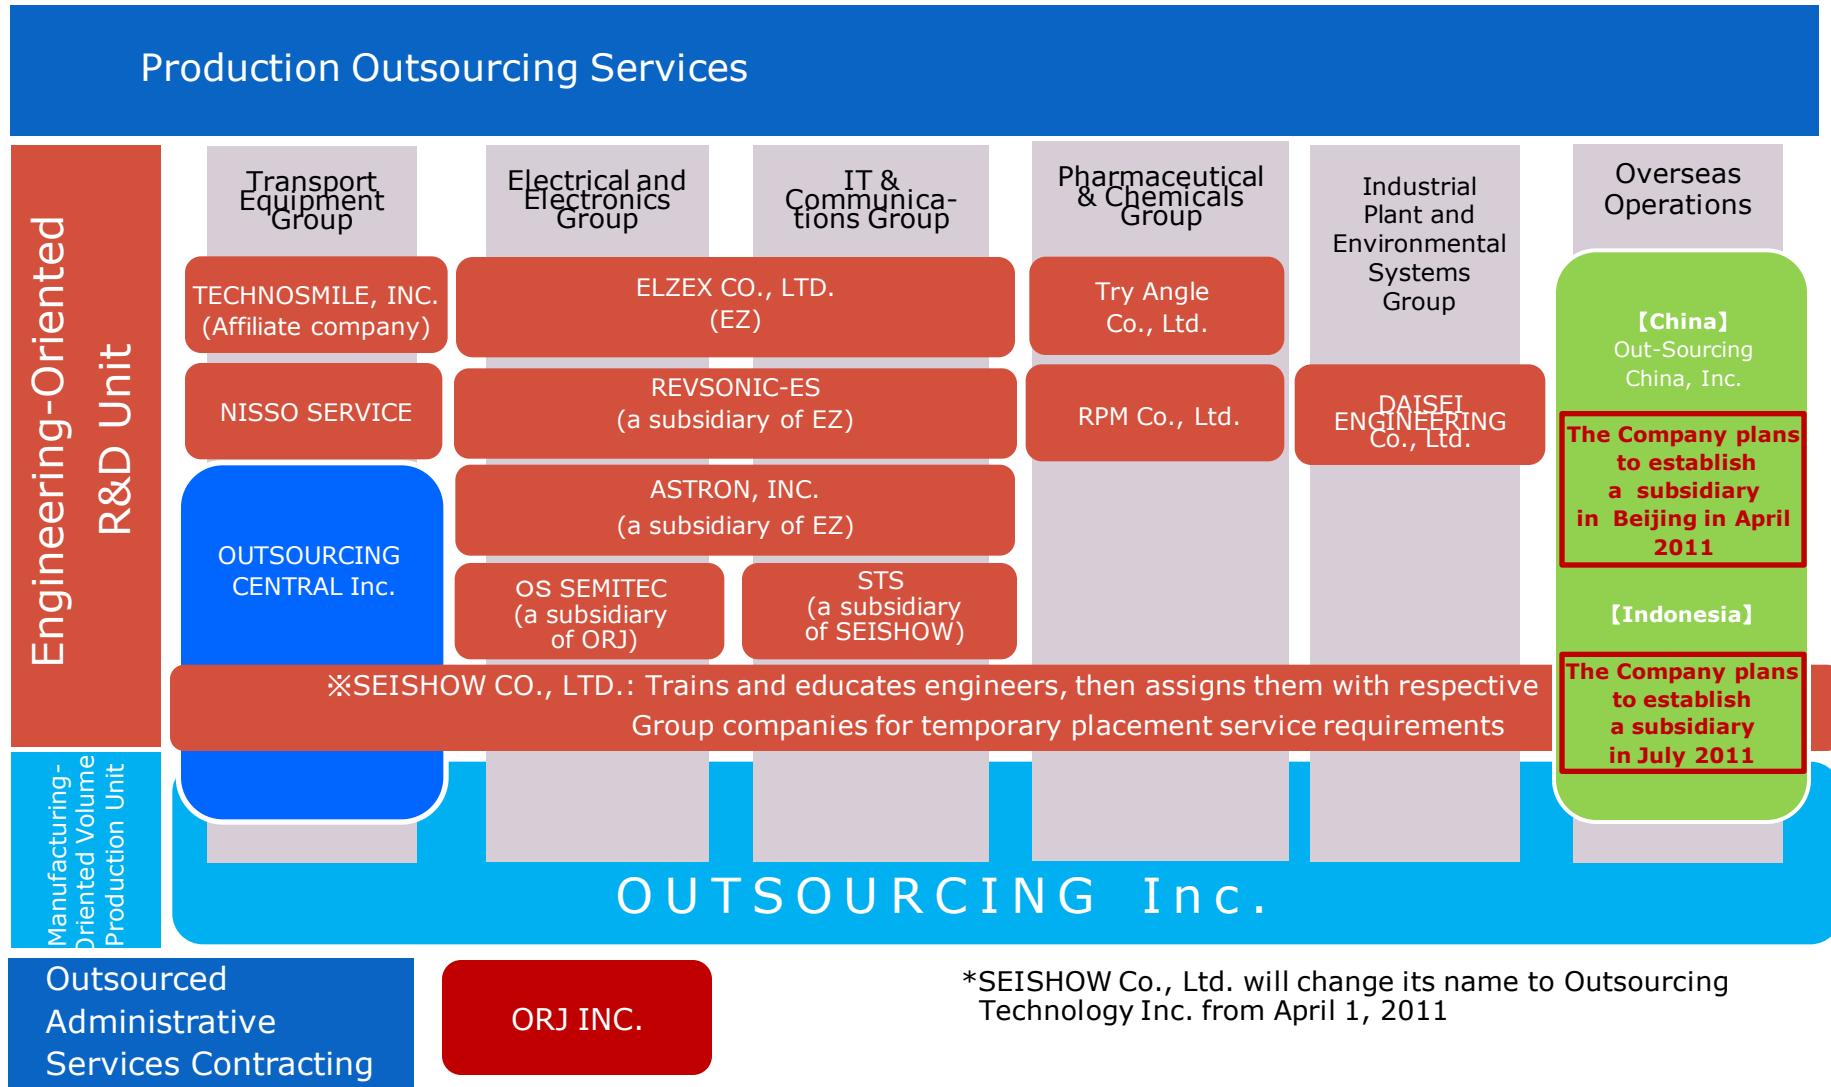 Production Outsourcing Services
Engineering-Oriented
R&D Unit
Transport
Equipment
Group
Electrical and
Electronics
Group
IT &
Communica-
tions Group
Pharmaceutical
& Chemicals
Group
Industrial
Plant and
Environmental
Systems
Group
Overseas
Operations
TECHNOSMILE, INC.
(Affiliate company)
ELZEX CO., LTD.
(EZ)
Try Angle
Co., Ltd.
【China】
Out-Sourcing
China, Inc.
NISSO SERVICE
REVSONIC-ES
(a subsidiary of EZ)
RPM Co., Ltd.
DAISEI
ENGINEERING
Co., Ltd.
The Company plans
to establish
a subsidiary
in Beijing in April
2011
OUTSOURCING
CENTRAL Inc.
ASTRON, INC.
(a subsidiary of EZ)
OS SEMITEC
(a subsidiary
of ORJ)
STS
(a subsidiary
of SEISHOW)
【Indonesia】
The Company plans
to establish
a subsidiary
in July 2011
※SEISHOW CO., LTD.: Trains and educates engineers, then assigns them with respective
Group companies for temporary placement service requirements
Manufacturing-
Oriented Volume
Production Unit
OUTSOURCING Inc.
Outsourced
Administrative
Services Contracting
ORJ INC.
*SEISHOW Co., Ltd. will change its name to Outsourcing
Technology Inc. from April 1, 2011